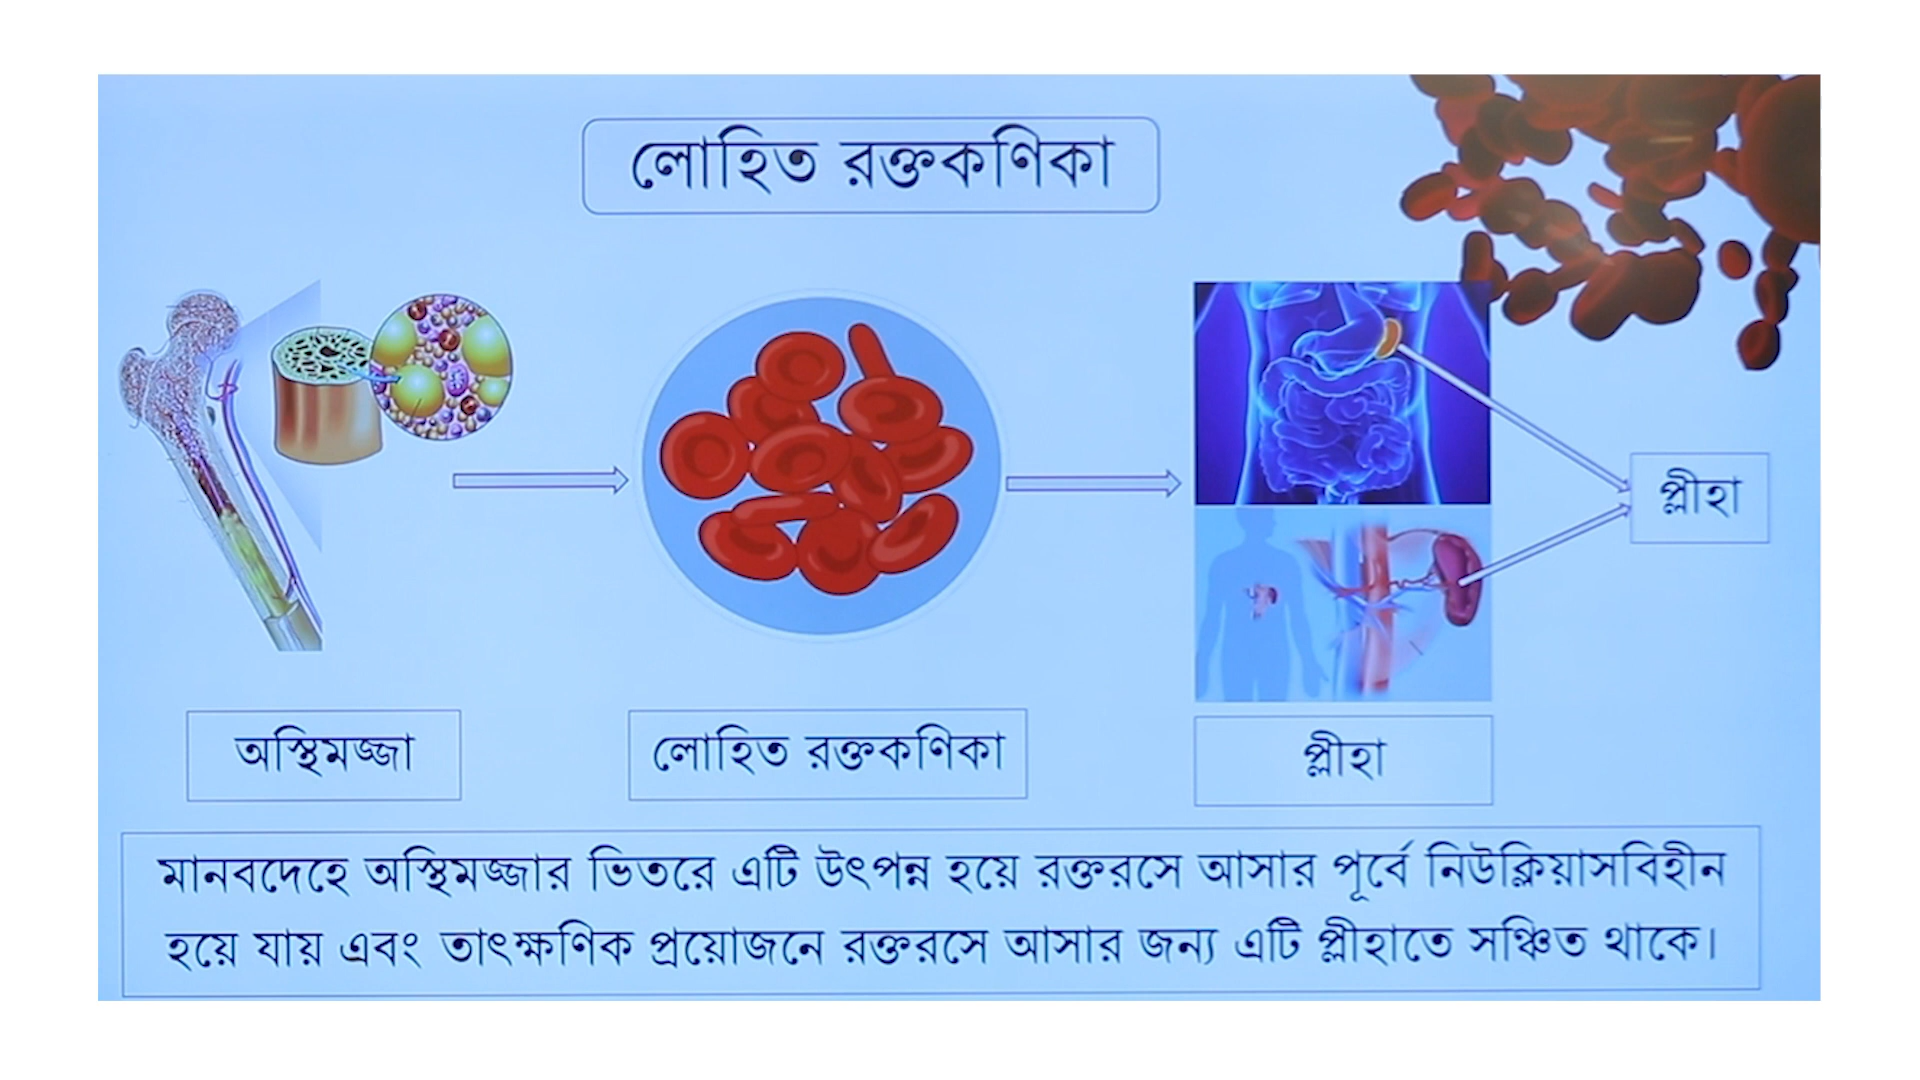 লোহিত রক্তকণিকা
প্লীহা
অস্থিমজ্জা
লোহিত রক্তকণিকা
প্লীহা
মানবদেহে অস্থিমজ্জার ভিতরে এটি উৎপন্ন হয়ে রক্তরসে আসার পূর্বে নিউক্লিয়াসবিহীন
হয়ে যায় এবং তাৎক্ষণিক প্রয়োজনে রক্তরসে আসার জন্য এটি প্লীহাতে সঞ্চিত থাকে।